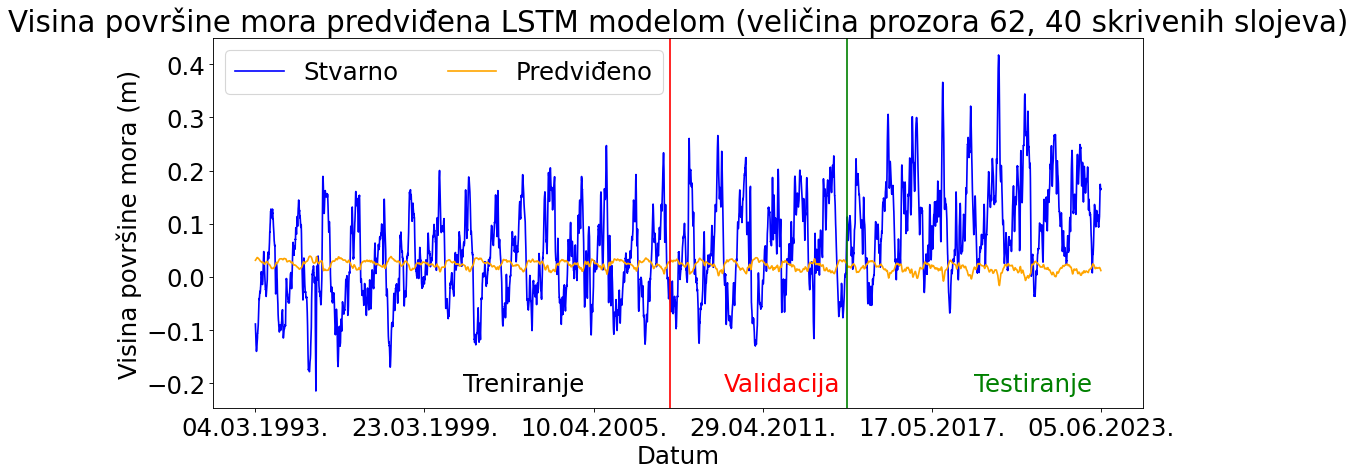 Visina površine mora predviđena LSTM modelom (veličina prozora 62, 40 skrivenih slojeva)
Stvarno
Predviđeno
Visina površine mora (m)
0.4
0.3
0.2
0.1
0.0
−0.1
−0.2
Treniranje
Validacija
Testiranje
04.03.1993.
23.03.1999.
10.04.2005.
29.04.2011.
17.05.2017.
05.06.2023.
Datum